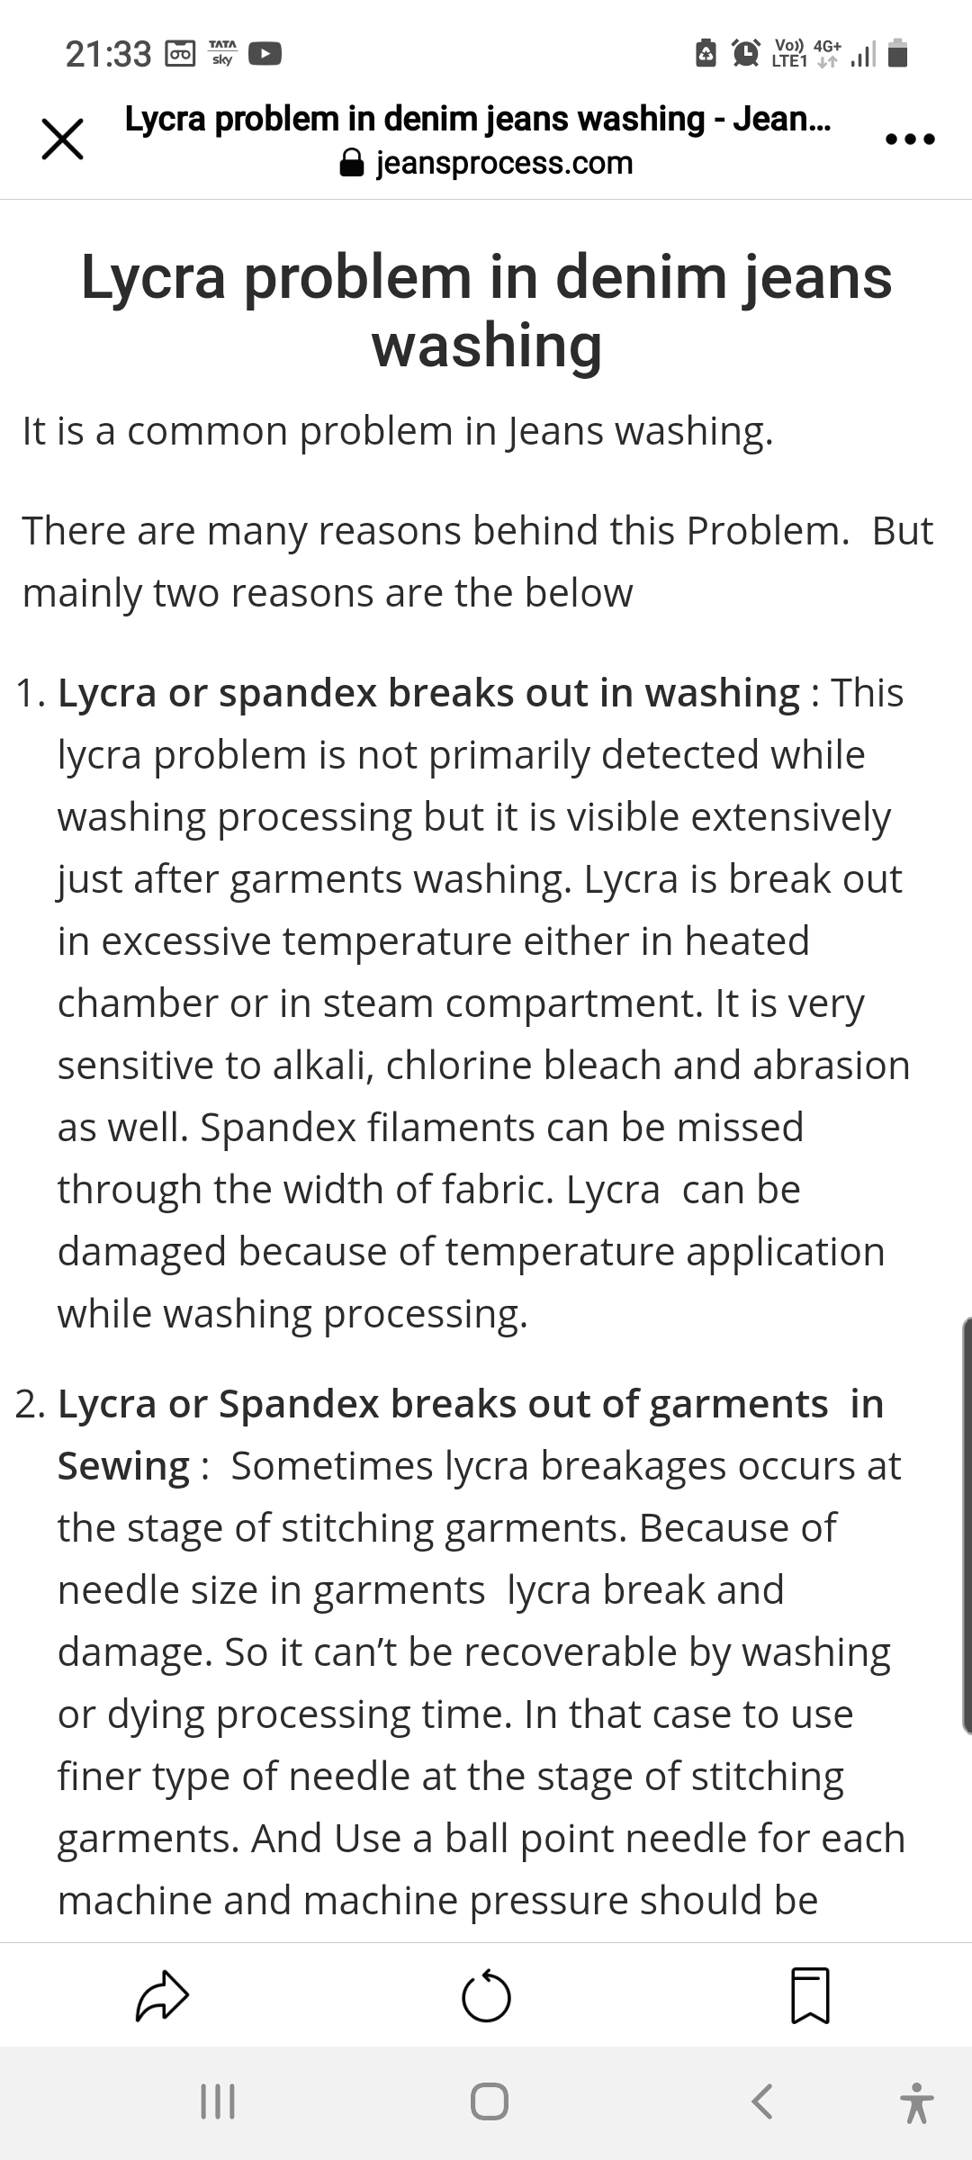 21:33 TATA sky Vo)) LTE1 4G+
Lycra problem in denim jeans washing - Jean...
jeansprocess.com
Lycra problem in denim jeans
washing
It is a common problem in Jeans washing.
There are many reasons behind this Problem.  But
mainly two reasons are the below
1. Lycra or spandex breaks out in washing : This
lycra problem is not primarily detected while
washing processing but it is visible extensively
just after garments washing. Lycra is break out
in excessive temperature either in heated
chamber or in steam compartment. It is very
sensitive to alkali, chlorine bleach and abrasion
as well. Spandex filaments can be missed
through the width of fabric. Lycra  can be
damaged because of temperature application
while washing processing.
2. Lycra or Spandex breaks out of garments  in
Sewing :  Sometimes lycra breakages occurs at
the stage of stitching garments. Because of
needle size in garments  lycra break and
damage. So it can’t be recoverable by washing
or dying processing time. In that case to use
finer type of needle at the stage of stitching
garments. And Use a ball point needle for each
machine and machine pressure should be